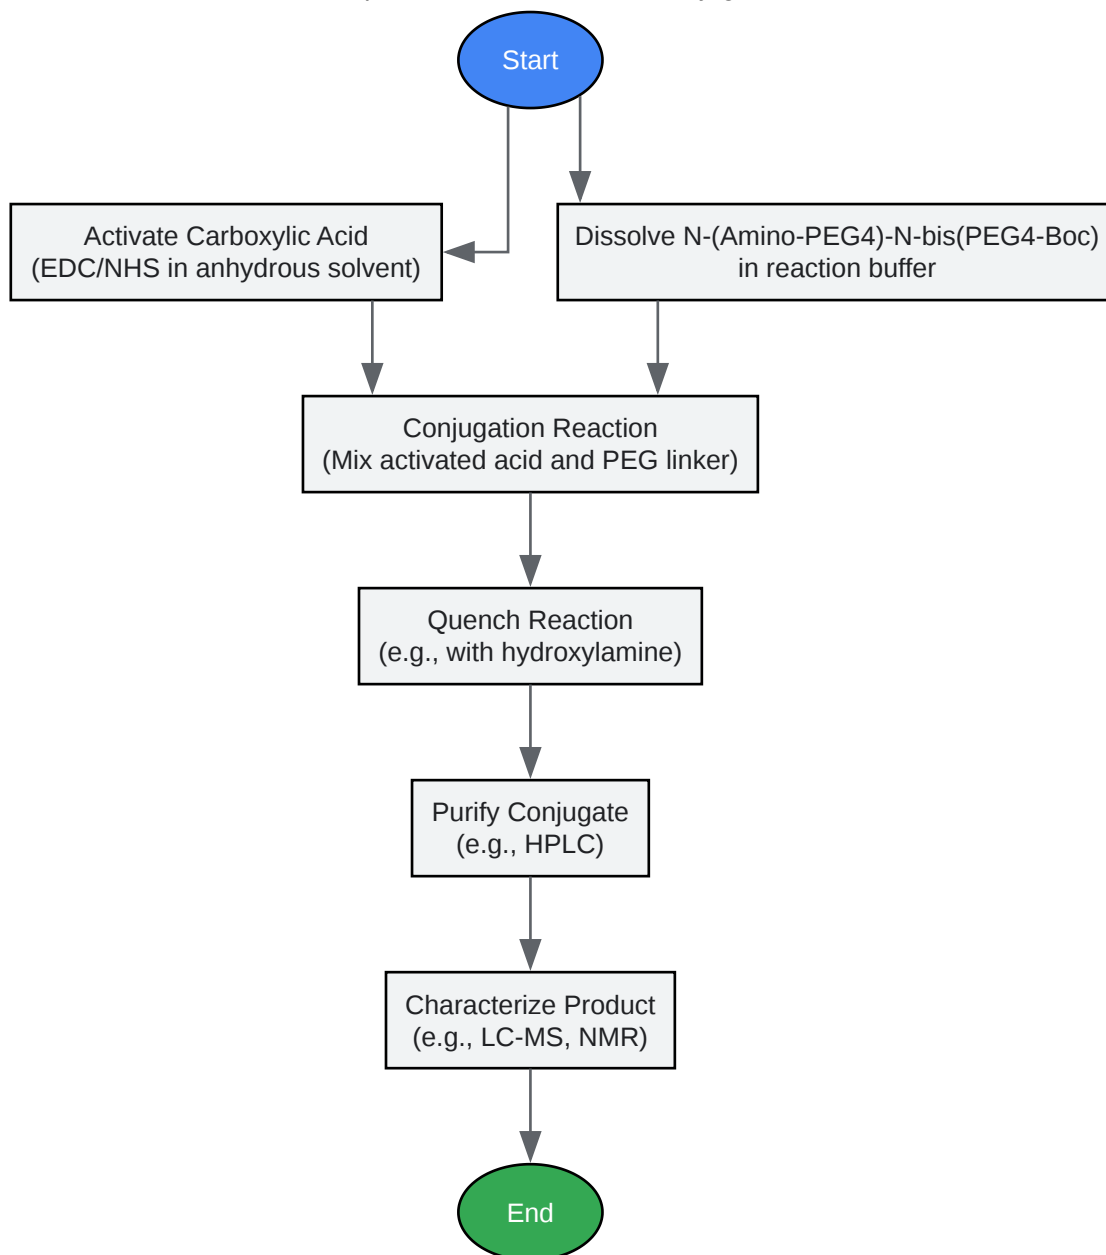 Start
Activate Carboxylic Acid
(EDC/NHS in anhydrous solvent)
Dissolve N-(Amino-PEG4)-N-bis(PEG4-Boc)
in reaction buffer
Conjugation Reaction
(Mix activated acid and PEG linker)
Quench Reaction
(e.g., with hydroxylamine)
Purify Conjugate
(e.g., HPLC)
Characterize Product
(e.g., LC-MS, NMR)
End